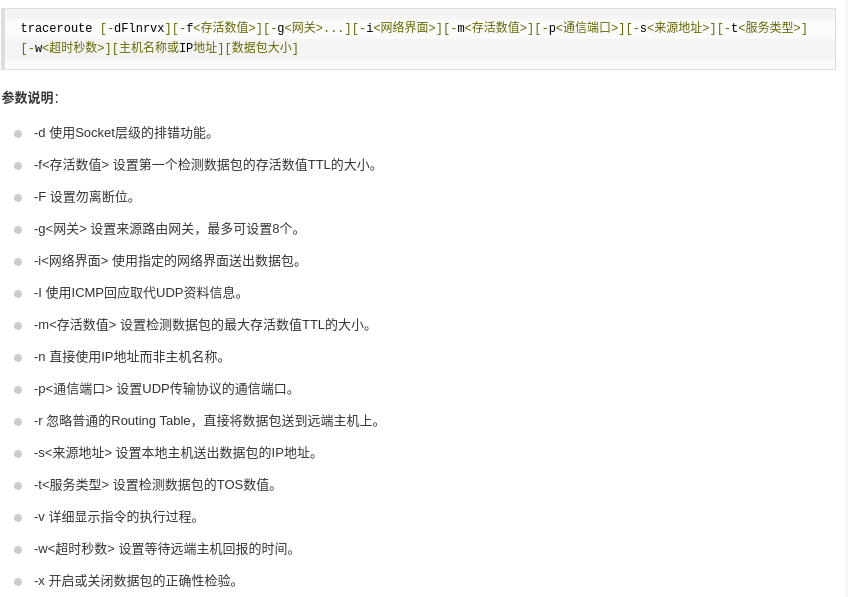 traceroute [-dFlnrvx][-f<存活数值>][-g<网关>...][-i<网络界面>][-m<存活数值>][-p<通信端口>][-s<来源地址>][-t<服务类型>]
[-w<超时秒数>][主机名称或IP地址][数据包大小]
参数说明：
-d 使用Socket层级的排错功能。
-f<存活数值> 设置第一个检测数据包的存活数值TTL的大小。
-F 设置勿离断位。
-g<网关> 设置来源路由网关，最多可设置8个。
-i<网络界面> 使用指定的网络界面送出数据包。
-I 使用ICMP回应取代UDP资料信息。
-m<存活数值> 设置检测数据包的最大存活数值TTL的大小。
-n 直接使用IP地址而非主机名称。
-p<通信端口> 设置UDP传输协议的通信端口。
-r 忽略普通的Routing Table，直接将数据包送到远端主机上。
-s<来源地址> 设置本地主机送出数据包的IP地址。
-t<服务类型> 设置检测数据包的TOS数值。
-v 详细显示指令的执行过程。
-w<超时秒数> 设置等待远端主机回报的时间。
-x 开启或关闭数据包的正确性检验。